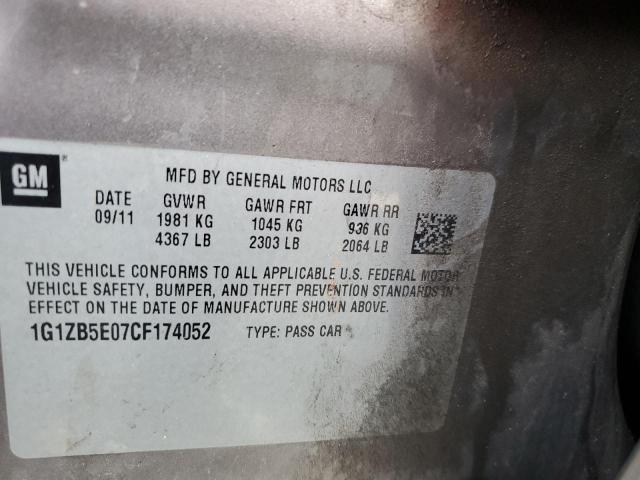 GM®
MFD BY GENERAL MOTORS LLC
DATE GVWR GAWR FRT GAWR RR
09/11 1981 KG 1045 KG 936 KG
4367 LB 2303 LB 2064 LB
THIS VEHICLE CONFORMS TO ALL APPLICABLE U.S. FEDERAL MOTOR
VEHICLE SAFETY, BUMPER, AND THEFT PREVENTION STANDARDS IN
EFFECT ON THE DATE OF MANUFACTURE SHOWN ABOVE.
1G1ZB5E07CF174052 TYPE: PASS CAR